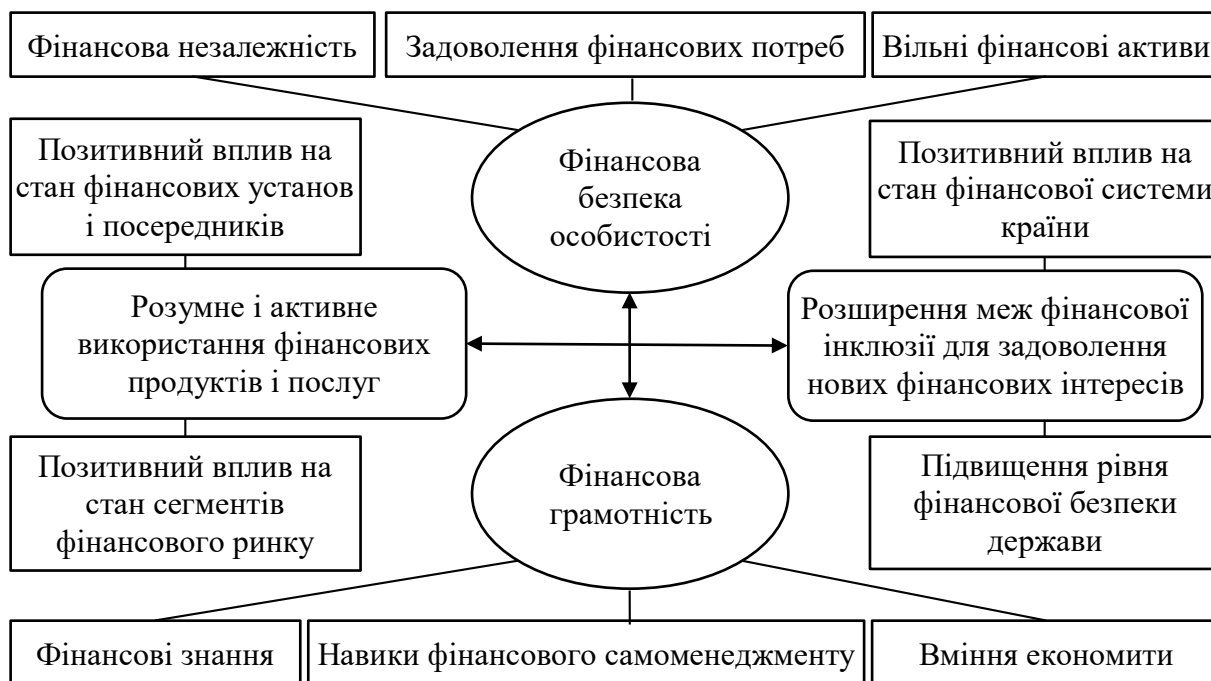 Фінансова незалежність
Задоволення фінансових потреб
Вільні фінансові активи
Позитивний вплив на
стан фінансових установ
і посередників
Фінансова
безпека
особистості
Позитивний вплив на
стан фінансової системи
країни
Розумне і активне
використання фінансових
продуктів і послуг
Розширення меж фінансової
інклюзії для задоволення
нових фінансових інтересів
Позитивний вплив на
стан сегментів
фінансового ринку
Фінансова
грамотність
Підвищення рівня
фінансової безпеки
держави
Фінансові знання
Навики фінансового самоменеджменту
Вміння економити